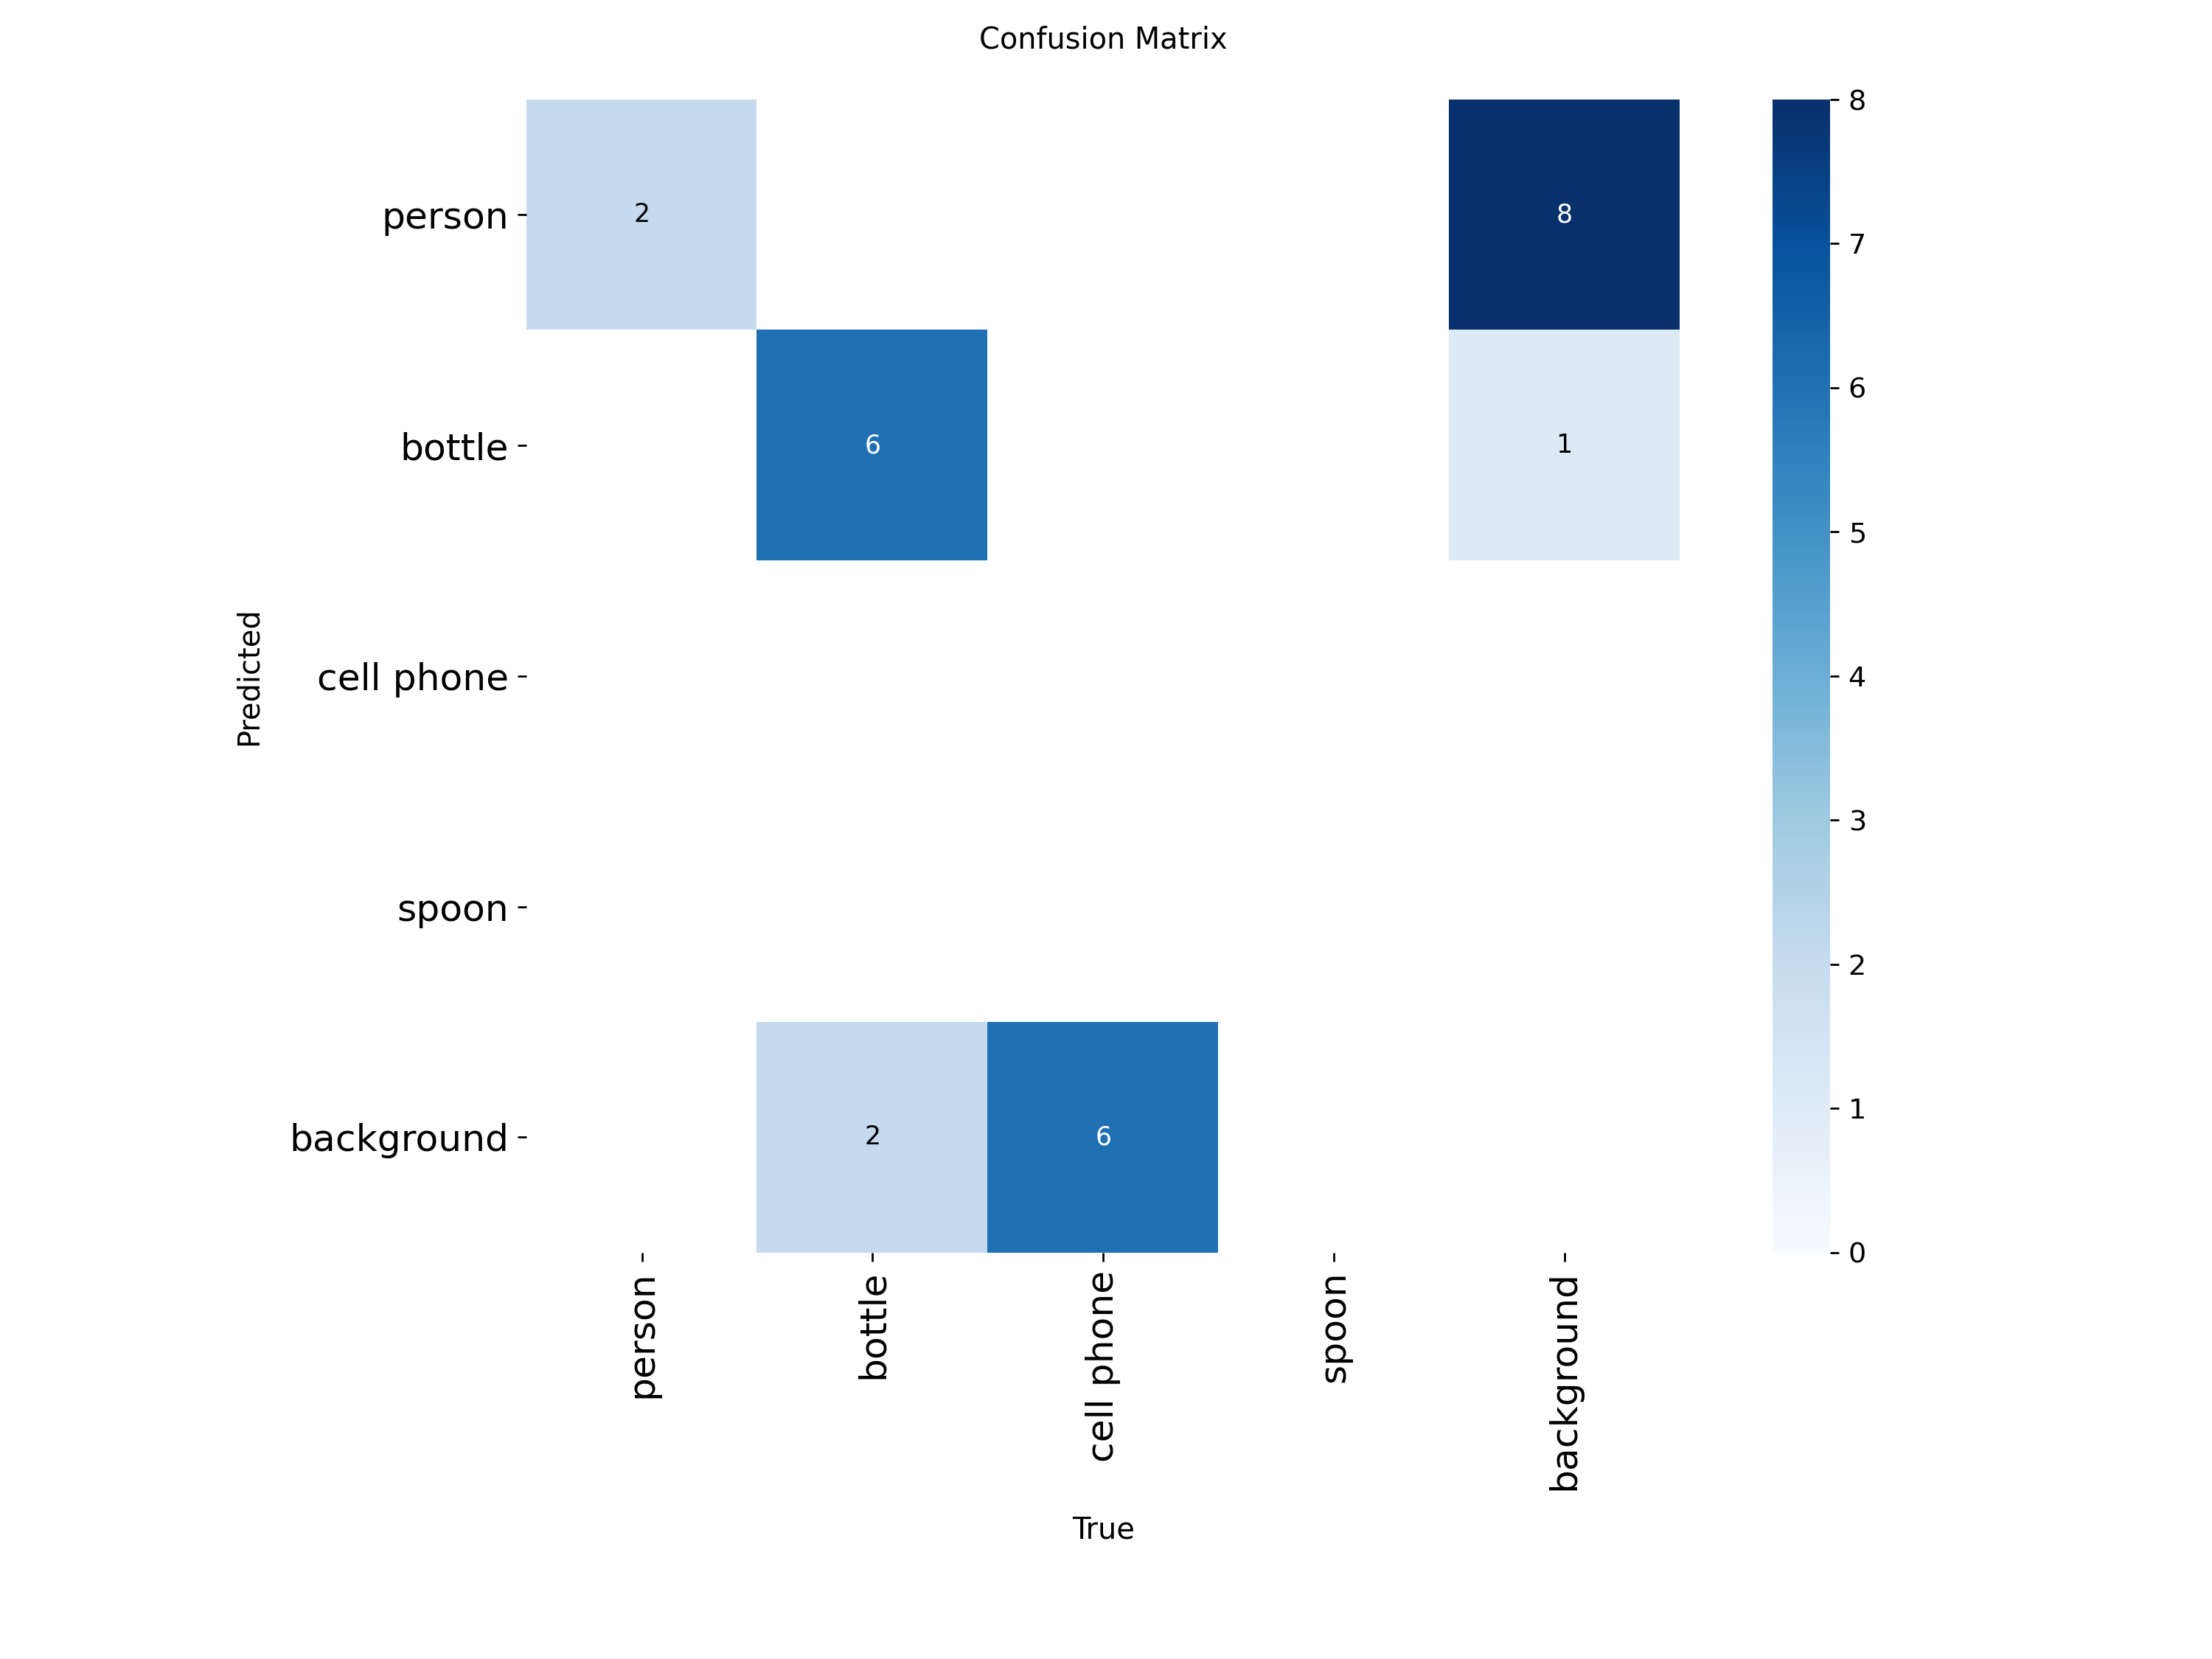 Confusion Matrix
person
2
8
bottle
6
1
cell phone
spoon
background
2
6
Predicted
person
bottle
cell phone
spoon
background
True
8
7
6
5
4
3
2
1
0